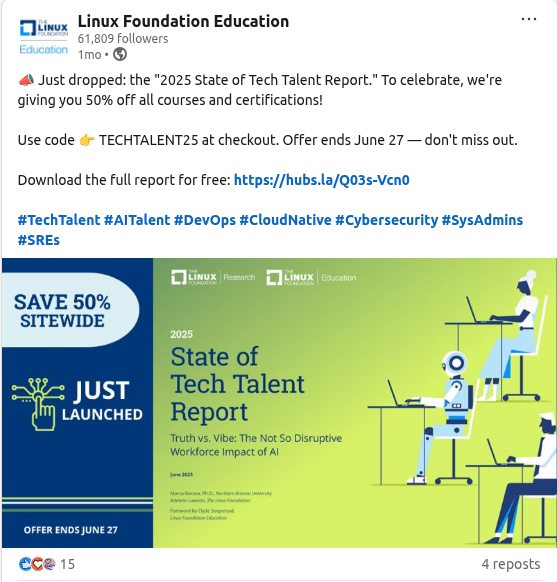 THE
LINUX
FOUNDATION
Education
Linux Foundation Education
61,809 followers
1mo •
📣 Just dropped: the "2025 State of Tech Talent Report." To celebrate, we're
giving you 50% off all courses and certifications!
Use code 👉 TECHTALENT25 at checkout. Offer ends June 27 — don't miss out.
Download the full report for free: https://hubs.la/Q03s-Vcn0
#TechTalent #AITalent #DevOps #CloudNative #Cybersecurity #SysAdmins
#SREs
SAVE 50%
SITEWIDE
JUST
LAUNCHED
OFFER ENDS JUNE 27
THE
LINUX
FOUNDATION
Research
THE
LINUX
FOUNDATION
Education
2025
State of
Tech Talent
Report
Truth vs. Vibe: The Not So Disruptive
Workforce Impact of AI
June 2025
Marco Gerosa, Ph.D., Northern Arizona University
Adrienn Lawson, The Linux Foundation
Foreword by Clyde Seepersad,
Linux Foundation Education
15
4 reposts